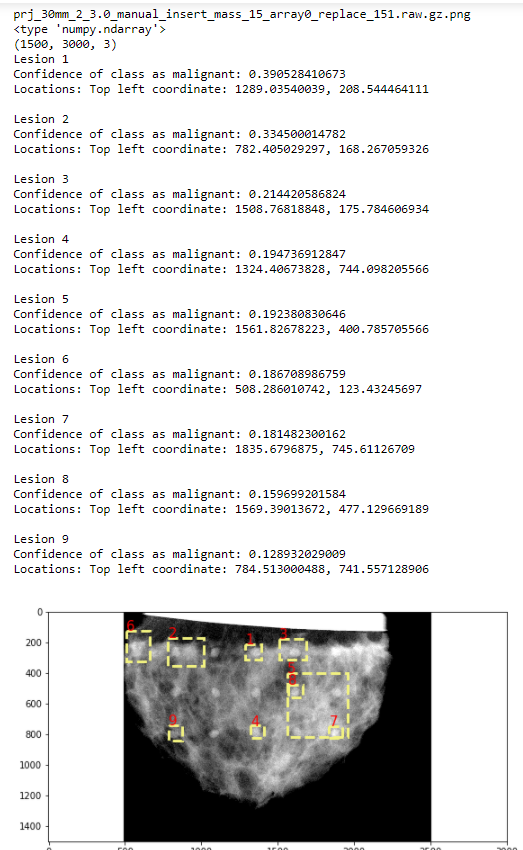 prj_30mm_2_3.0_manual_insert_mass_15_array0_replace_151.raw.gz.png
<type 'numpy.ndarray'>
(1500, 3000, 3)
Lesion 1
Confidence of class as malignant: 0.390528410673
Locations: Top left coordinate: 1289.03540039, 208.544464111
Lesion 2
Confidence of class as malignant: 0.334500014782
Locations: Top left coordinate: 782.405029297, 168.267059326
Lesion 3
Confidence of class as malignant: 0.214420586824
Locations: Top left coordinate: 1508.76818848, 175.784606934
Lesion 4
Confidence of class as malignant: 0.194736912847
Locations: Top left coordinate: 1324.40673828, 744.098205566
Lesion 5
Confidence of class as malignant: 0.192380830646
Locations: Top left coordinate: 1561.82678223, 400.785705566
Lesion 6
Confidence of class as malignant: 0.186708986759
Locations: Top left coordinate: 508.286010742, 123.43245697
Lesion 7
Confidence of class as malignant: 0.181482300162
Locations: Top left coordinate: 1835.6796875, 745.61126709
Lesion 8
Confidence of class as malignant: 0.159699201584
Locations: Top left coordinate: 1569.39013672, 477.129669189
Lesion 9
Confidence of class as malignant: 0.128932029009
Locations: Top left coordinate: 784.513000488, 741.557128906
0
6 2 1 3
200
400
5
8
600
9 4 7
800
1000
1200
1400
0 500 1000 1500 2000 2500 3000